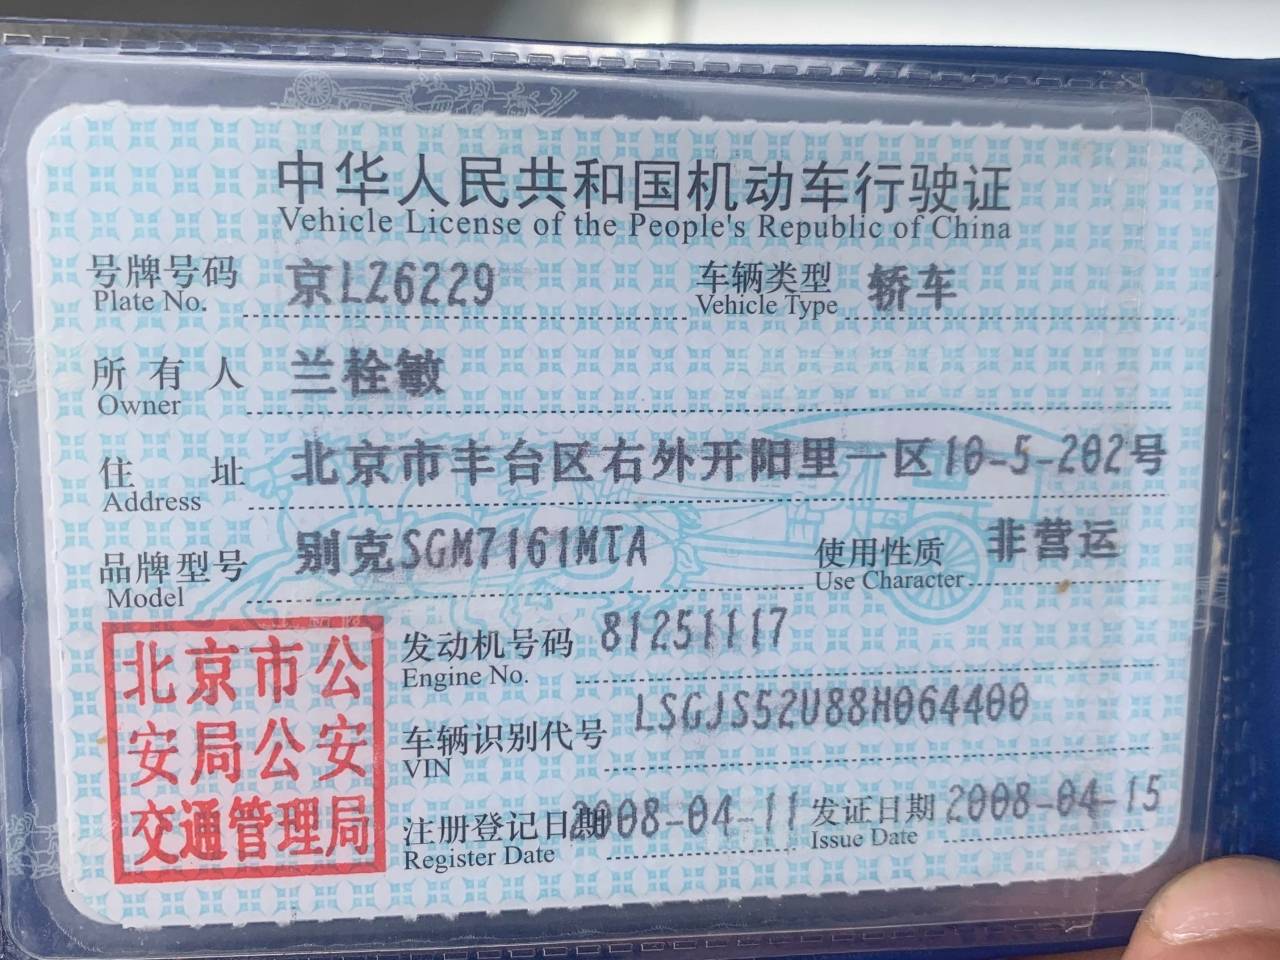 中华人民共和国机动车行驶证
Vehicle License of the People's Republic of China
号牌号码 京LZ6229 车辆类型 轿车
Plate No. Vehicle Type
所有人 兰栓敏
Owner
住址 北京市丰台区右外开阳里一区10-5-202号
Address
品牌型号 别克SGM7161MTA 使用性质 非营运
Model Use Character
发动机号码 81251117
Engine No.
车辆识别代号 LSGJS52U88H064400
VIN
注册登记日期 2008-04-11 发证日期 2008-04-15
Register Date Issue Date
北京市公
安局公安
交通管理局